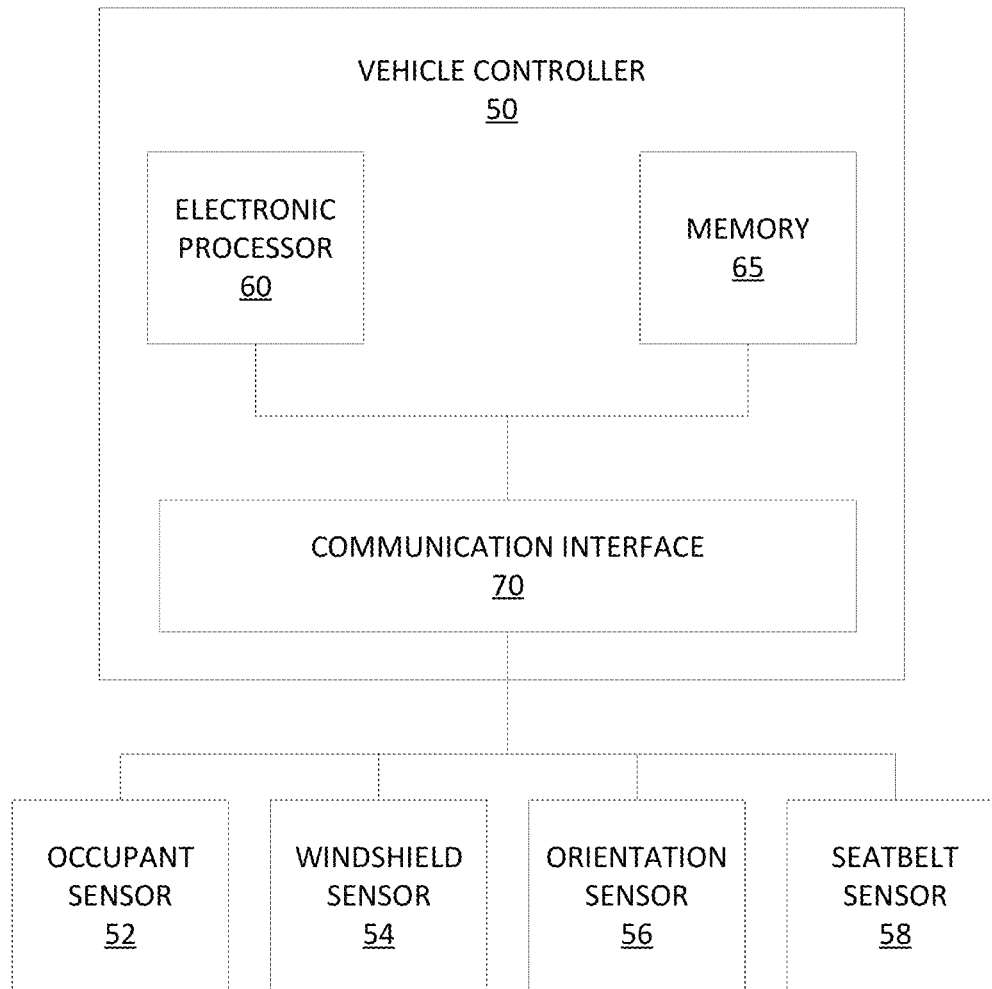 VEHICLE CONTROLLER
50
ELECTRONIC
PROCESSOR
60
MEMORY
65
COMMUNICATION INTERFACE
70
OCCUPANT
SENSOR
52
WINDSHIELD
SENSOR
54
ORIENTATION
SENSOR
56
SEATBELT
SENSOR
58